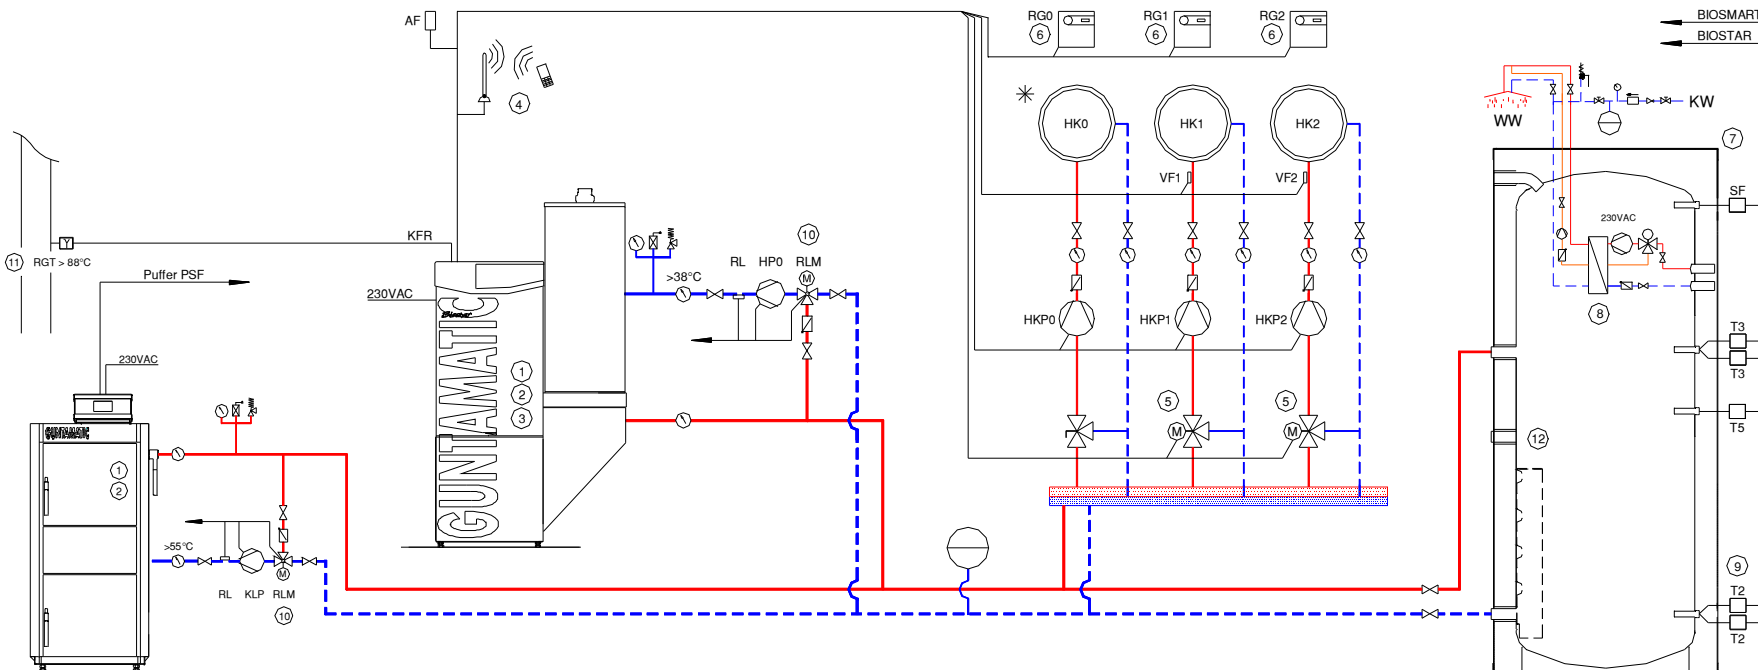 AF
RG0
RG1
RG2
BIOSMART
BIOSTAR
6
6
6
4
HK0
HK1
HK2
WW
KW
7
VF1
VF2
SF
KFR
11
RGT > 88°C
Puffer PSF
230VAC
>38°C
RL
HP0
RLM
10
M
230VAC
8
HKP0
HKP1
HKP2
T3
T3
230VAC
GUNTAMATIC
Biostar
1
2
3
5
5
M
M
T5
12
GUNTAMATIC
1
2
>55°C
RL
KLP
RLM
M
10
9
T2
T2